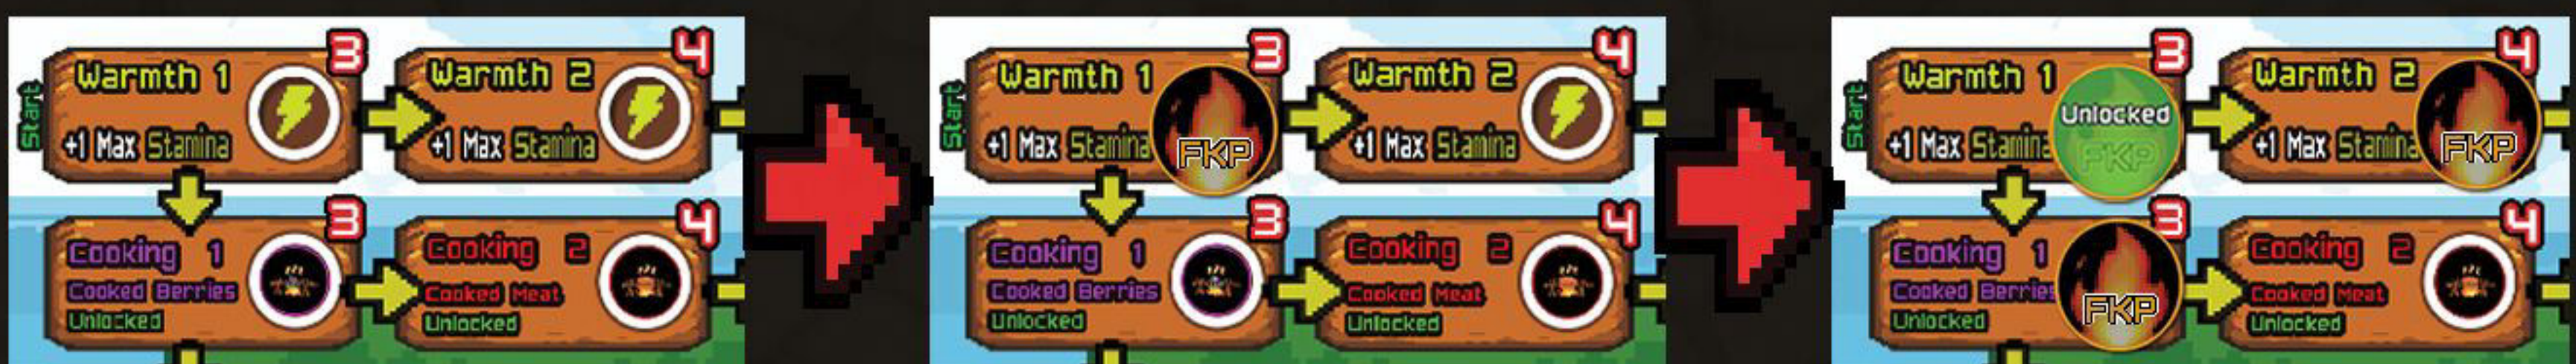 Start
Warmth 1
3
+1 Max Stamina
Warmth 2
4
+1 Max Stamina
Cooking 1
3
Cooked Berries
Unlocked
Cooking 2
4
Cooked Meat
Unlocked
Start
Warmth 1
3
+1 Max Stamina
FKP
Warmth 2
4
+1 Max Stamina
Cooking 1
3
Cooked Berries
Unlocked
Cooking 2
4
Cooked Meat
Unlocked
Start
Warmth 1
3
+1 Max Stamina
Unlocked
FKP
Warmth 2
4
+1 Max Stamina
FKP
Cooking 1
3
Cooked Berries
Unlocked
FKP
Cooking 2
4
Cooked Meat
Unlocked